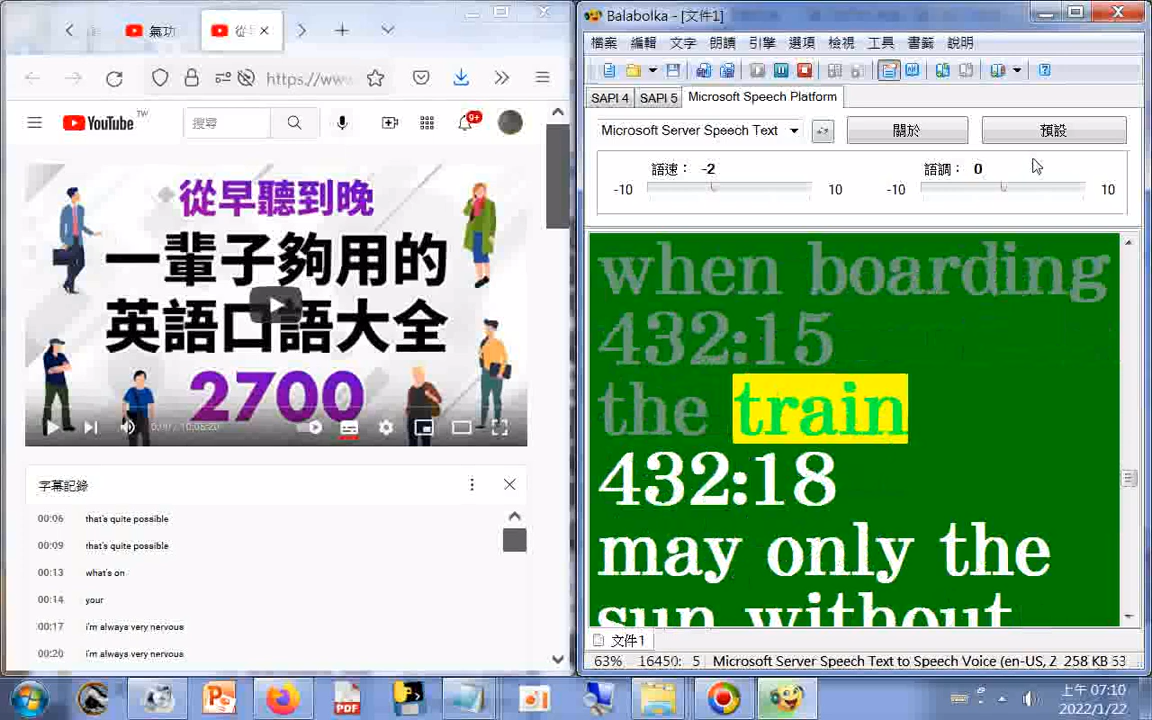 氣功
從
https://www
YouTube TW
搜尋
9+
從早聽到晚
一輩子夠用的
英語口語大全
2700
字幕記錄
00:06 that's quite possible
00:09 that's quite possible
00:13 what's on
00:14 your
00:17 i'm always very nervous
00:20 i'm always very nervous
Balabolka - [文件1]
檔案 編輯 文字 朗讀 引擎 選項 檢視 工具 書籤 說明
SAPI 4 SAPI 5 Microsoft Speech Platform
Microsoft Server Speech Text 關於 預設
語速： -2 語調： 0
-10 10 -10 10
when boarding
432:15
the train
432:18
may only the
sun without
文件1
63% 16450: 5 Microsoft Server Speech Text to Speech Voice (en-US, Z 258 KB 53
PDF
上午 07:10
2022/1/22